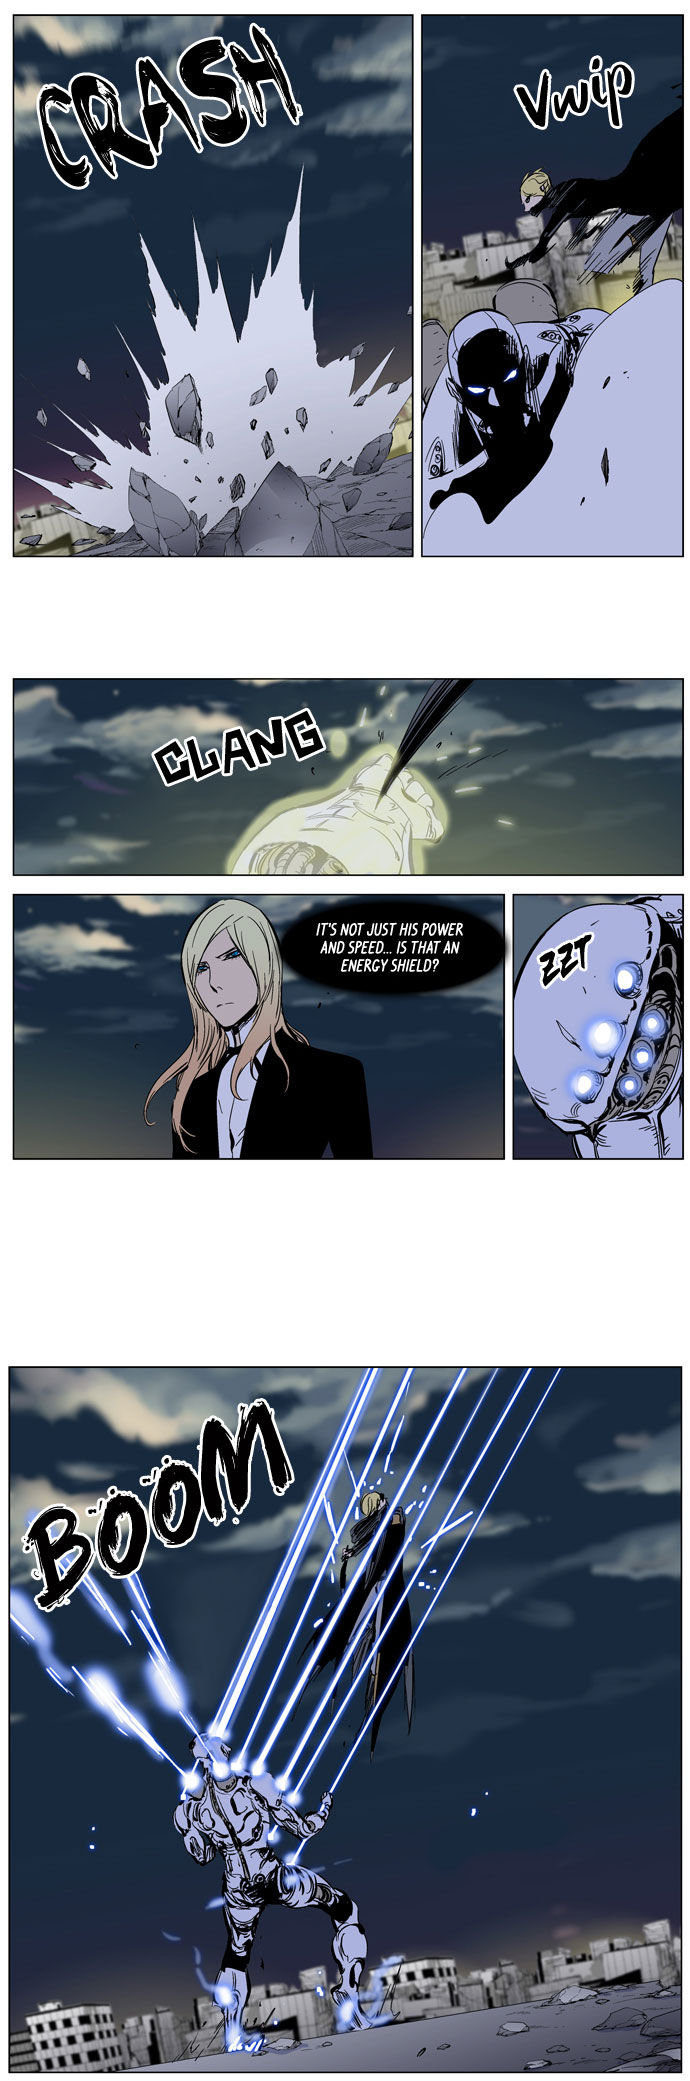 CRASH
Vwip
CLANG
IT'S NOT JUST HIS POWER
AND SPEED... IS THAT AN
ENERGY SHIELD?
ZZT
BOOM